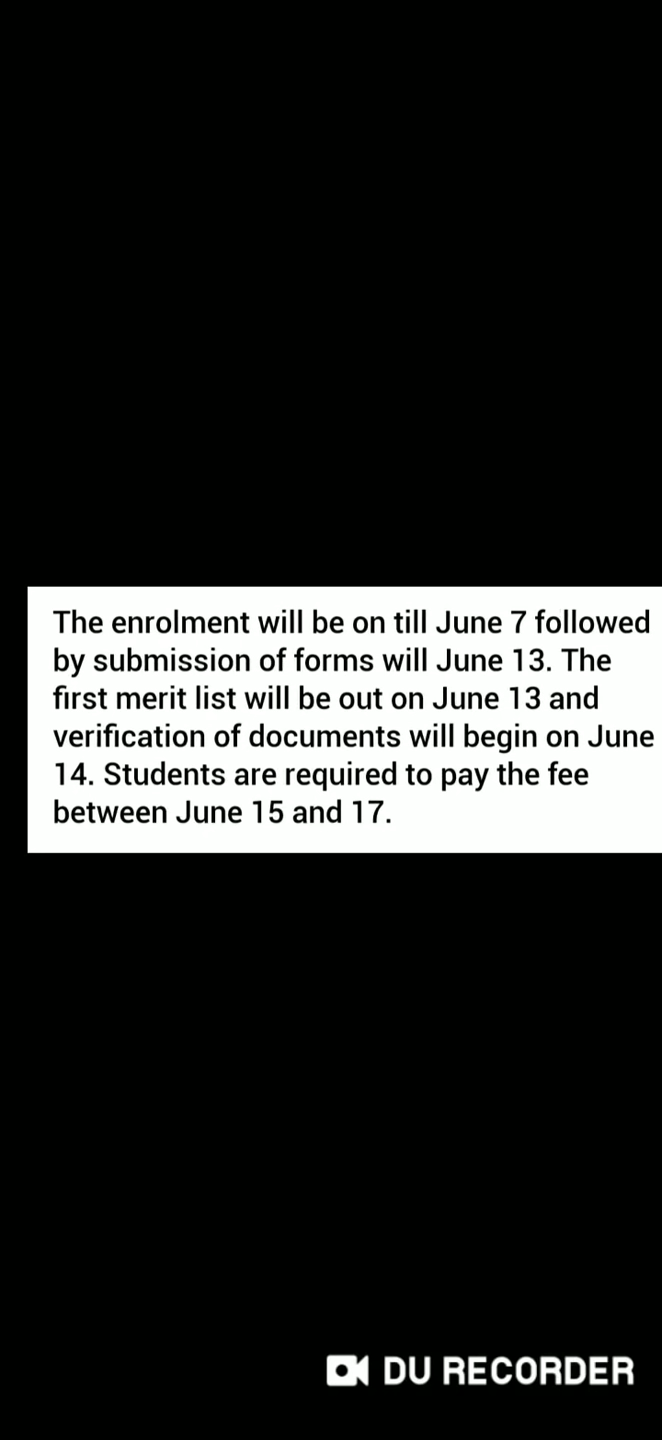 The enrolment will be on till June 7 followed
by submission of forms will June 13. The
first merit list will be out on June 13 and
verification of documents will begin on June
14. Students are required to pay the fee
between June 15 and 17.
DU RECORDER